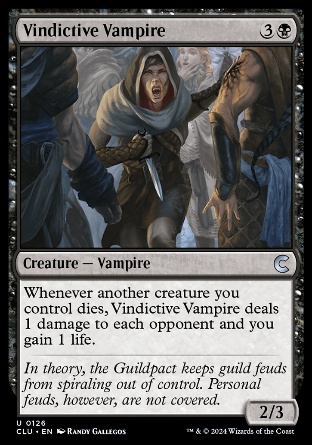 Vindictive Vampire 3
Creature — Vampire
Whenever another creature you
control dies, Vindictive Vampire deals
1 damage to each opponent and you
gain 1 life.
In theory, the Guildpact keeps guild feuds
from spiraling out of control. Personal
feuds, however, are not covered.
2/3
U 0126
CLU • EN RANDY GALLEGOS ™ & © 2024 Wizards of the Coast